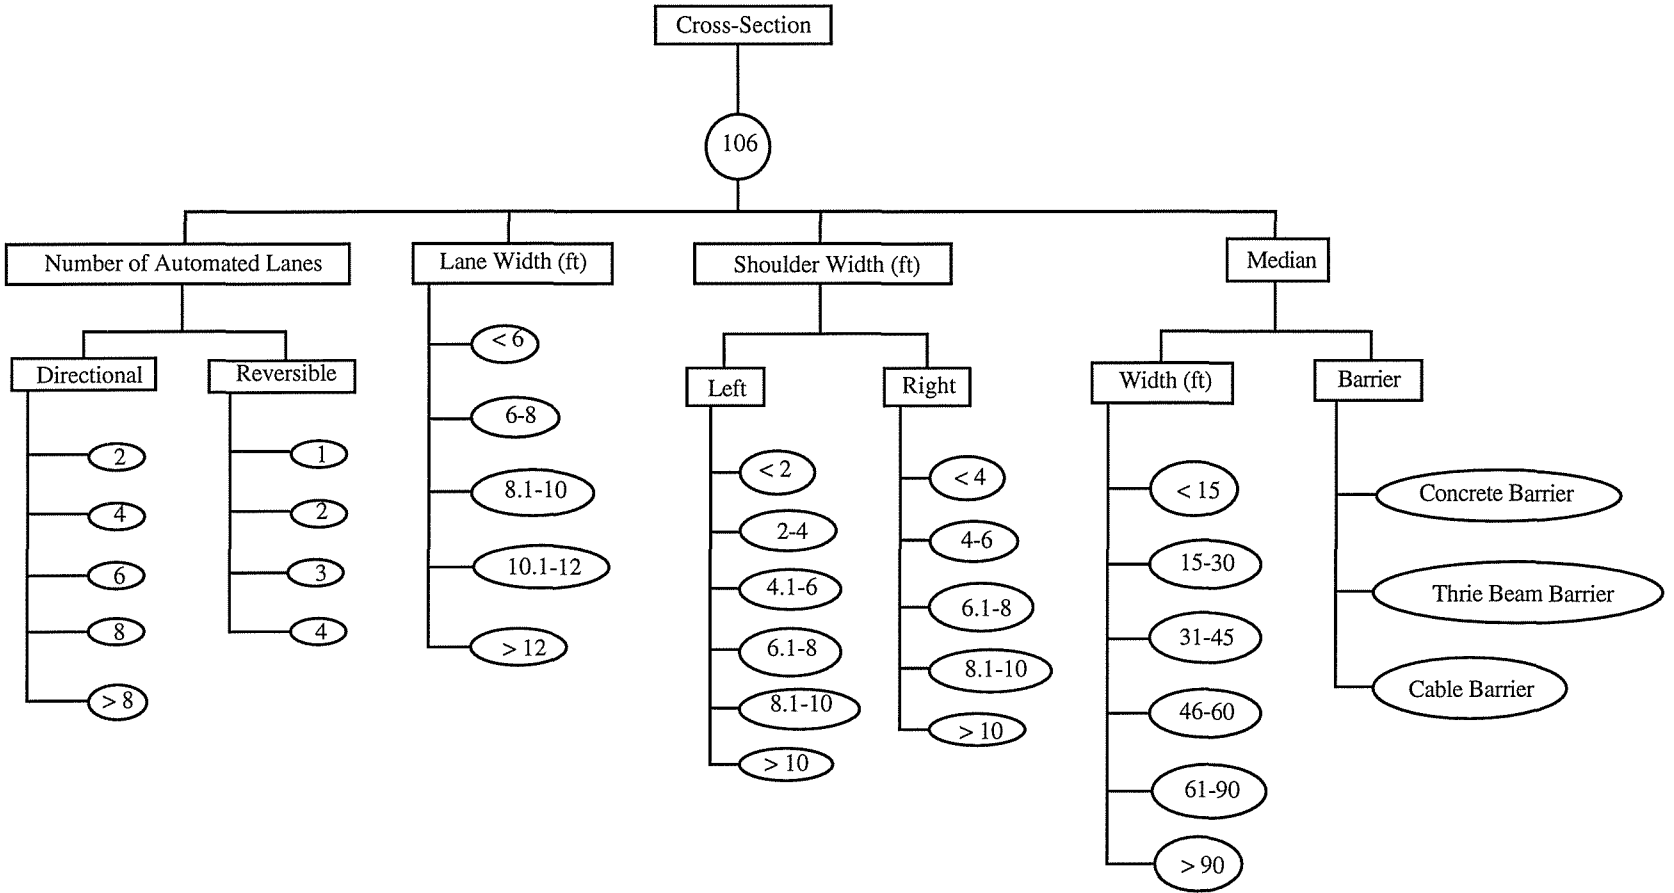 Cross-Section
106
Number of Automated Lanes
Lane Width (ft)
Shoulder Width (ft)
Median
Directional
Reversible
Left
Right
Width (ft)
Barrier
2
4
6
8
> 8
1
2
3
4
< 6
6-8
8.1-10
10.1-12
> 12
< 2
2-4
4.1-6
6.1-8
8.1-10
> 10
< 4
4-6
6.1-8
8.1-10
> 10
< 15
15-30
31-45
46-60
61-90
> 90
Concrete Barrier
Thrie Beam Barrier
Cable Barrier